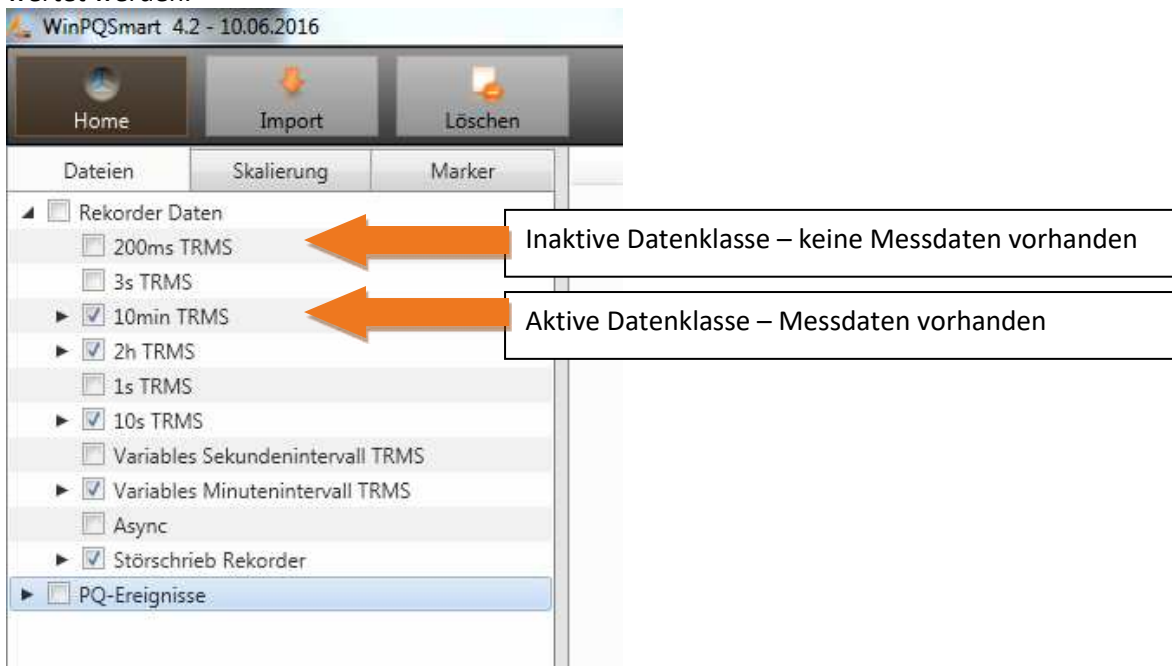 wertet werden.
WinPQSmart 4.2 - 10.06.2016
Home Import Löschen
Dateien Skalierung Marker
Rekorder Daten
200ms TRMS
Inaktive Datenklasse – keine Messdaten vorhanden
3s TRMS
10min TRMS
Aktive Datenklasse – Messdaten vorhanden
2h TRMS
1s TRMS
10s TRMS
Variables Sekundenintervall TRMS
Variables Minutenintervall TRMS
Async
Störschrieb Rekorder
PQ-Ereignisse